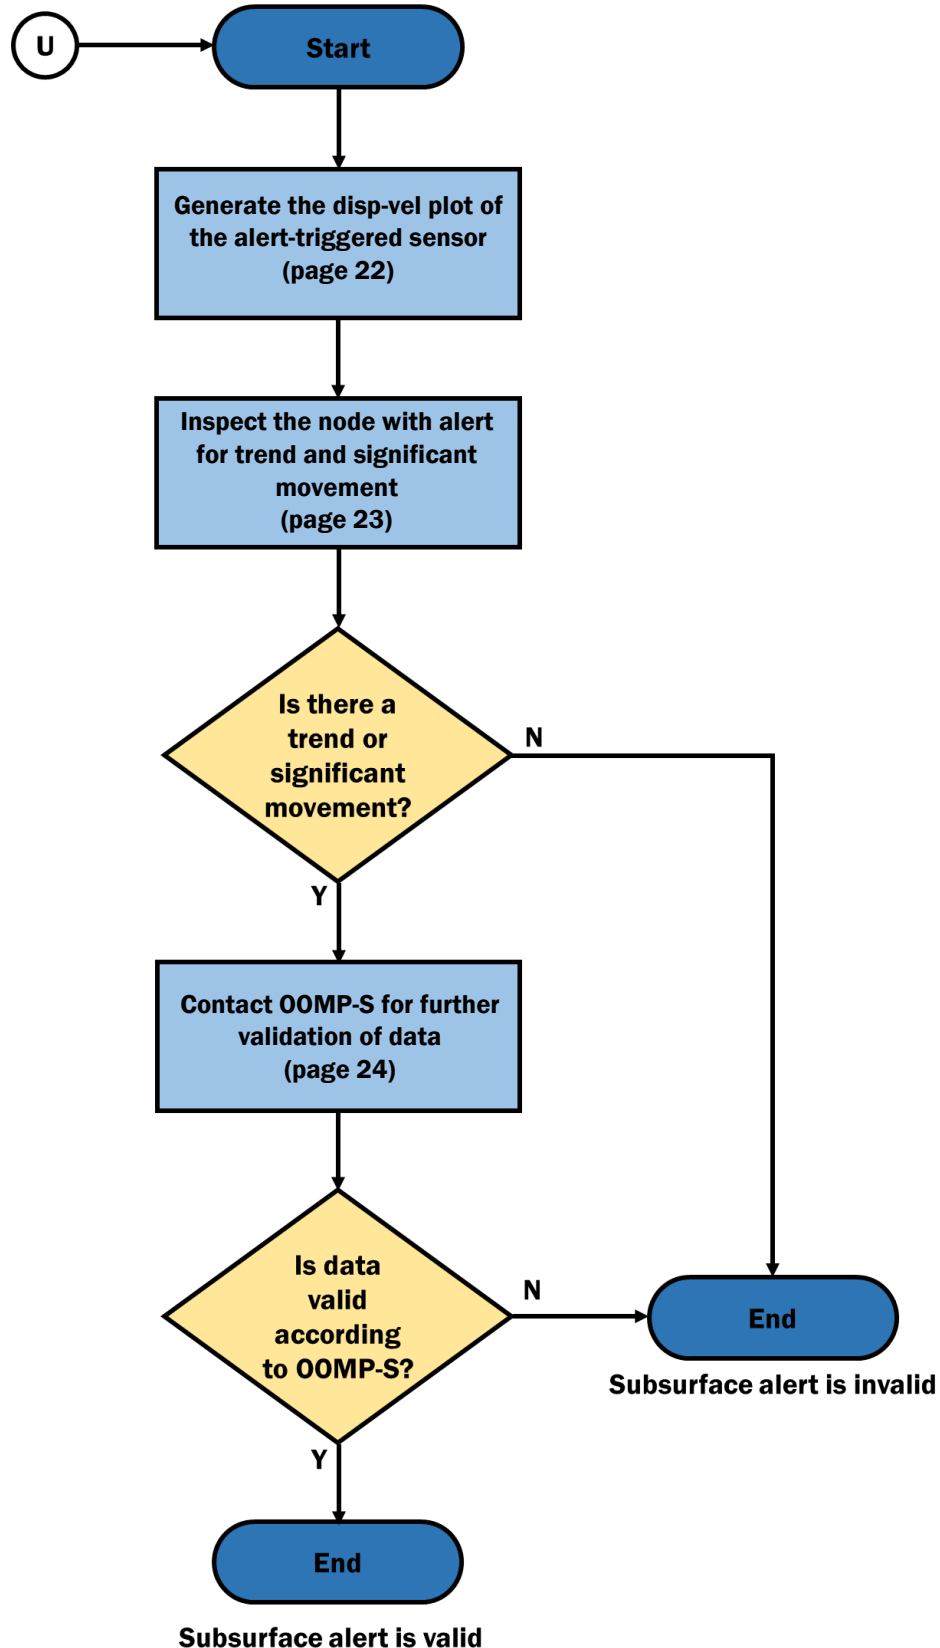 U
Start
Generate the disp-vel plot of
the alert-triggered sensor
(page 22)
Inspect the node with alert
for trend and significant
movement
(page 23)
Is there a
trend or
significant
movement?
N
Y
Contact OOMP-S for further
validation of data
(page 24)
Is data
valid
according
to OOMP-S?
N
End
Subsurface alert is invalid
Y
End
Subsurface alert is valid